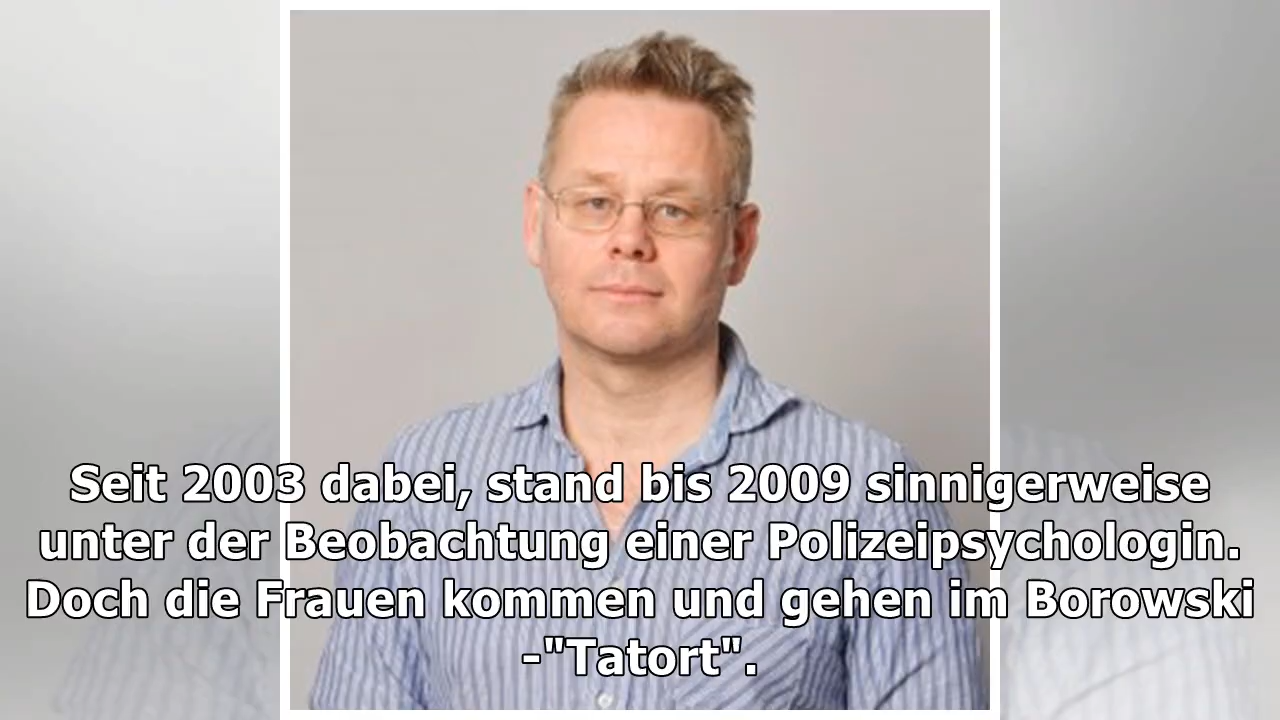 Seit 2003 dabei, stand bis 2009 sinnigerweise
unter der Beobachtung einer Polizeipsychologin.
Doch die Frauen kommen und gehen im Borowski
-"Tatort".